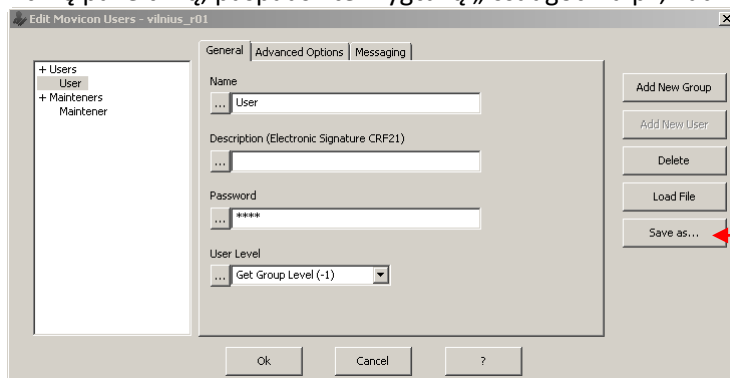 Edit Movicon Users - vilnius_r01
General Advanced Options Messaging
+ Users
User
+ Mainteners
Maintener
Name
... User
Description (Electronic Signature CRF21)
...
Password
... ****
User Level
... Get Group Level (-1)
Add New Group
Add New User
Delete
Load File
Save as...
Ok Cancel ?